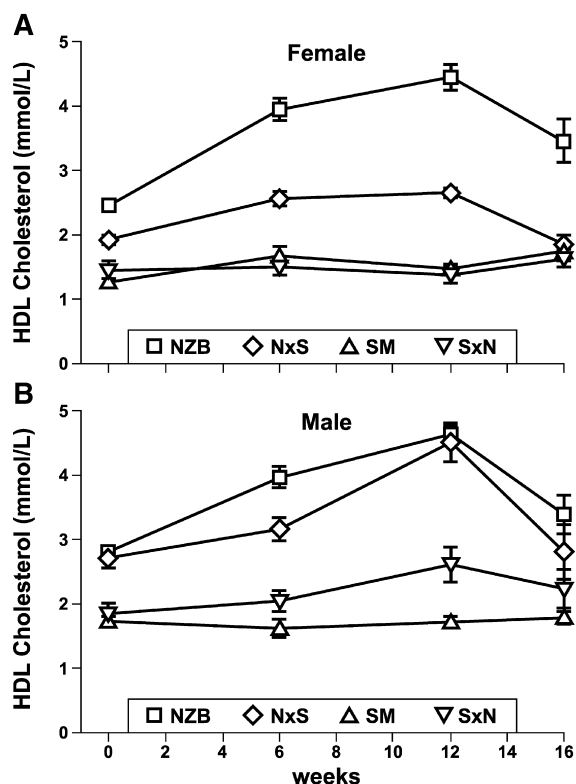 A
Female
HDL Cholesterol (mmol/L)
5
4
3
2
1
0
NZB NxS SM SxN
B
Male
HDL Cholesterol (mmol/L)
5
4
3
2
1
0
NZB NxS SM SxN
0 2 4 6 8 10 12 14 16
weeks